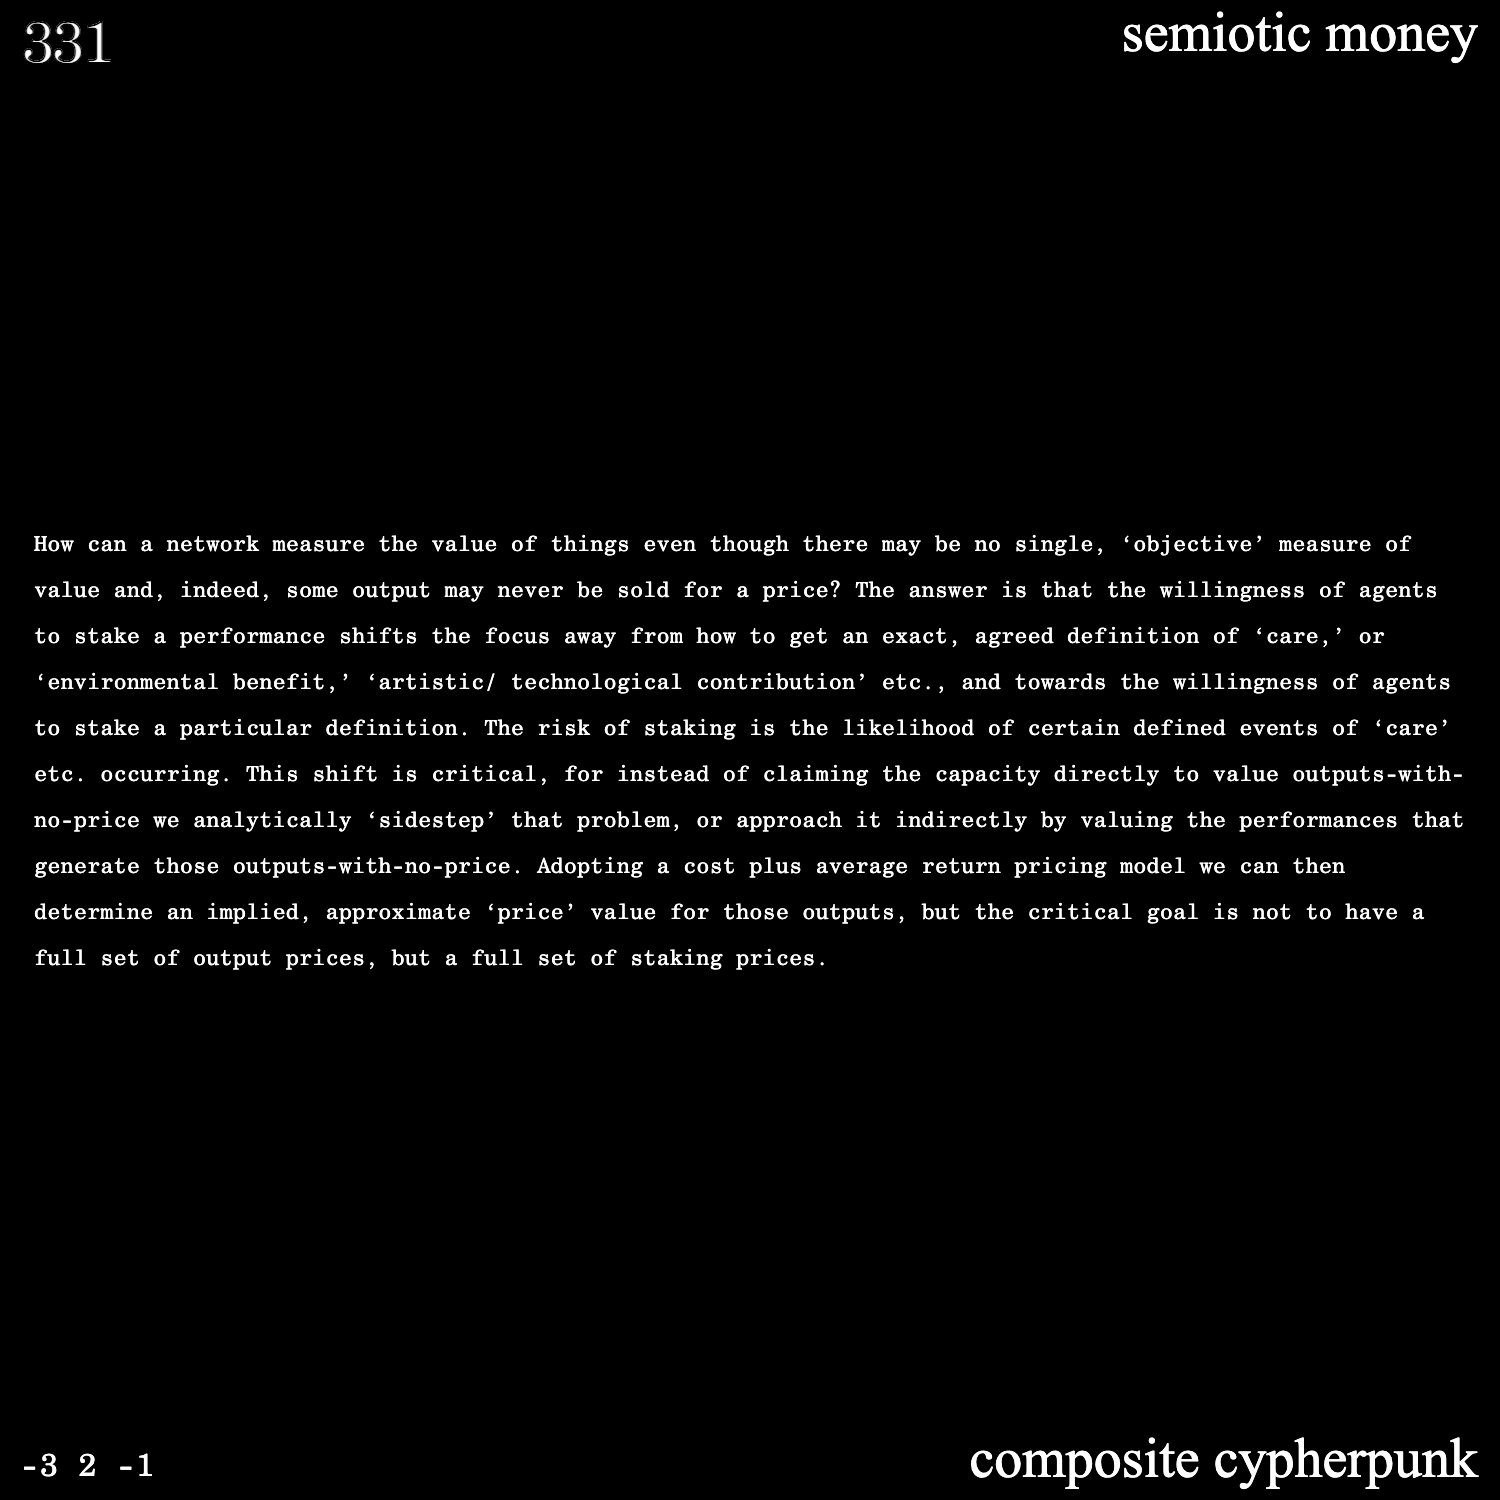 331
semiotic money
How can a network measure the value of things even though there may be no single, ‘objective’ measure of
value and, indeed, some output may never be sold for a price? The answer is that the willingness of agents
to stake a performance shifts the focus away from how to get an exact, agreed definition of ‘care,’ or
‘environmental benefit,’ ‘artistic/ technological contribution’ etc., and towards the willingness of agents
to stake a particular definition. The risk of staking is the likelihood of certain defined events of ‘care’
etc. occurring. This shift is critical, for instead of claiming the capacity directly to value outputs-with-
no-price we analytically ‘sidestep’ that problem, or approach it indirectly by valuing the performances that
generate those outputs-with-no-price. Adopting a cost plus average return pricing model we can then
determine an implied, approximate ‘price’ value for those outputs, but the critical goal is not to have a
full set of output prices, but a full set of staking prices.
-3 2 -1
composite cypherpunk